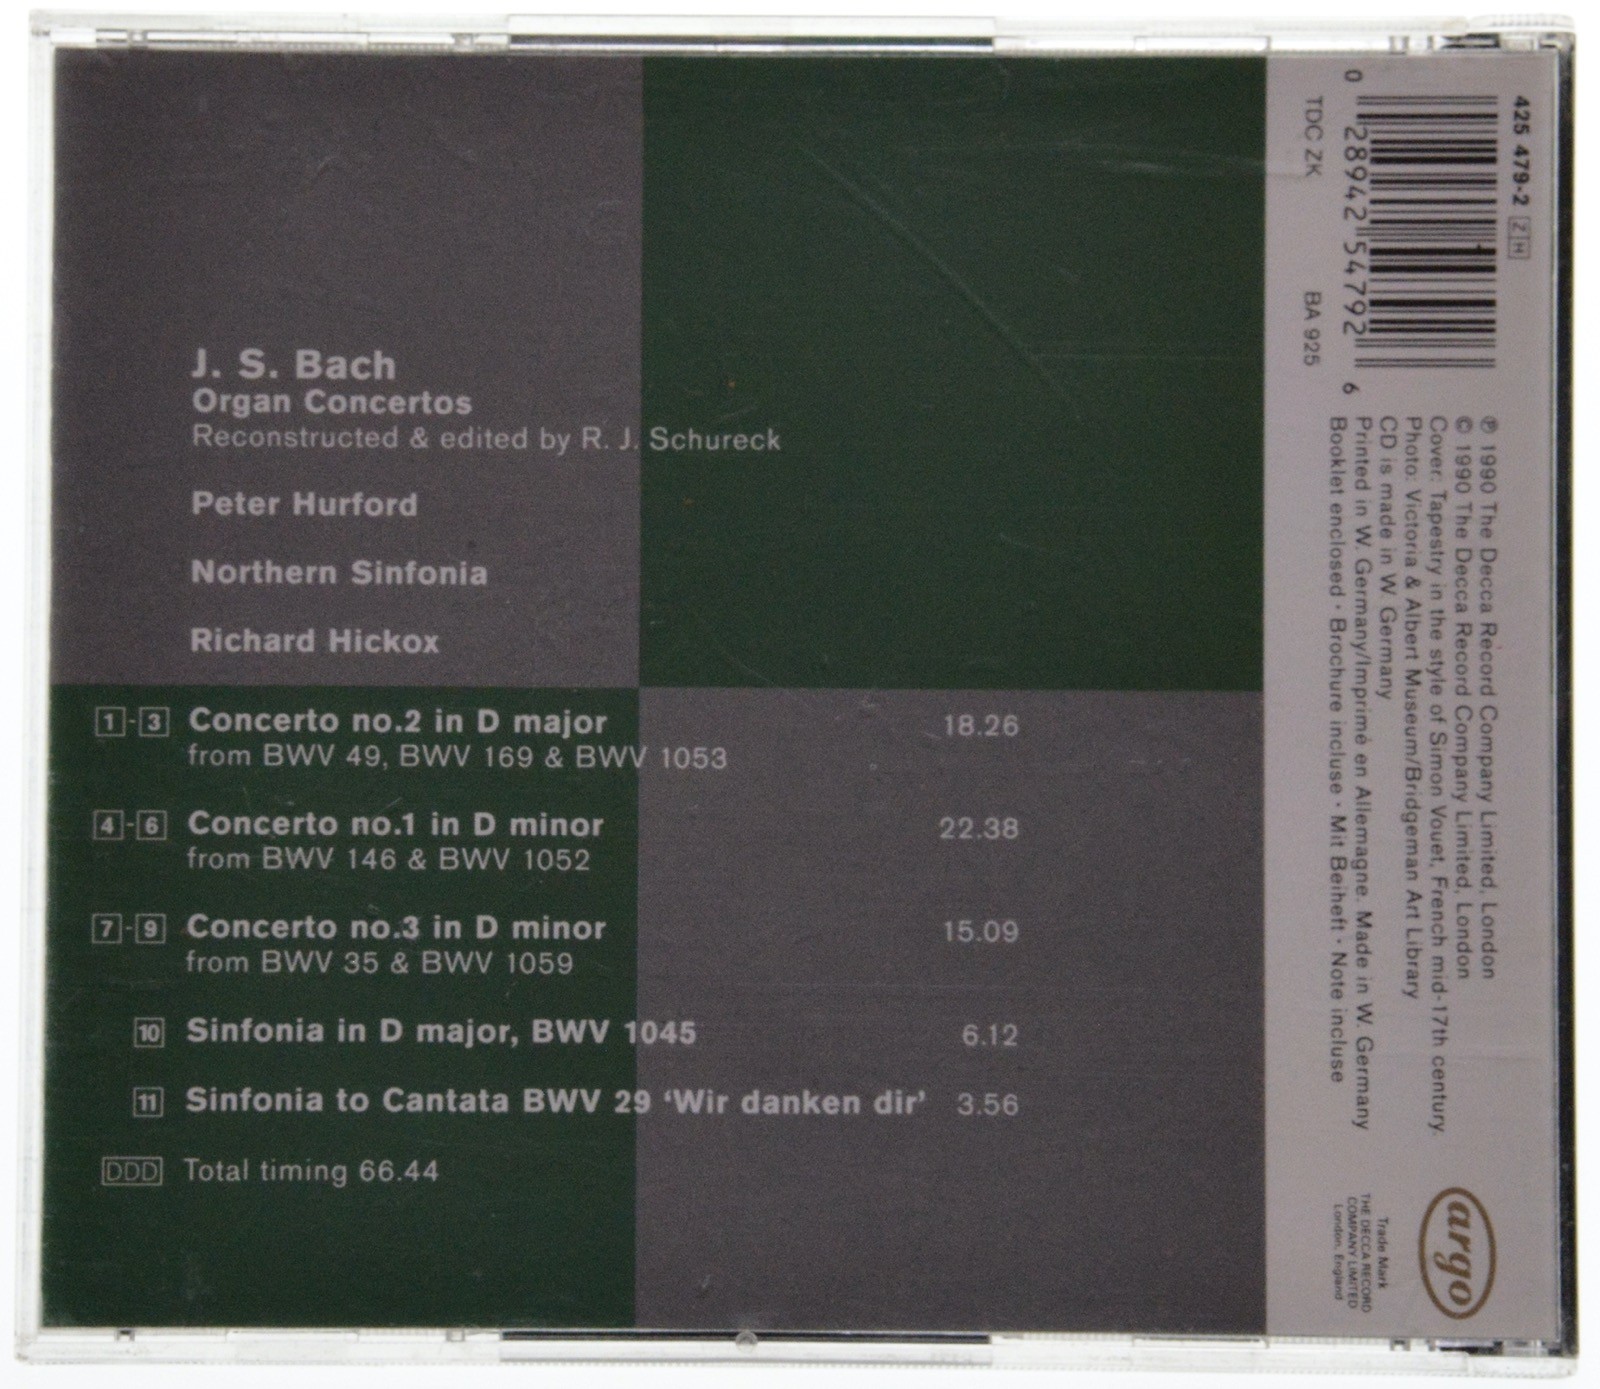 J. S. Bach
Organ Concertos
Reconstructed & edited by R. J. Schureck
Peter Hurford
Northern Sinfonia
Richard Hickox
1-3 Concerto no.2 in D major 18.26
from BWV 49, BWV 169 & BWV 1053
4-6 Concerto no.1 in D minor 22.38
from BWV 146 & BWV 1052
7-9 Concerto no.3 in D minor 15.09
from BWV 35 & BWV 1059
10 Sinfonia in D major, BWV 1045 6.12
11 Sinfonia to Cantata BWV 29 ‘Wir danken dir’ 3.56
DDD Total timing 66.44
425 479-2 ZH
0 28942 54792 6
TDC ZK BA 925
℗ 1990 The Decca Record Company Limited, London
© 1990 The Decca Record Company Limited, London
Cover: Tapestry in the style of Simon Vouet, French mid-17th century.
Photo: Victoria & Albert Museum/Bridgeman Art Library
CD is made in W. Germany
Printed in W. Germany/Imprimé en Allemagne. Made in W. Germany
Booklet enclosed · Brochure incluse · Mit Beiheft · Note incluse
argo
Trade Mark
THE DECCA RECORD
COMPANY LIMITED
London, England